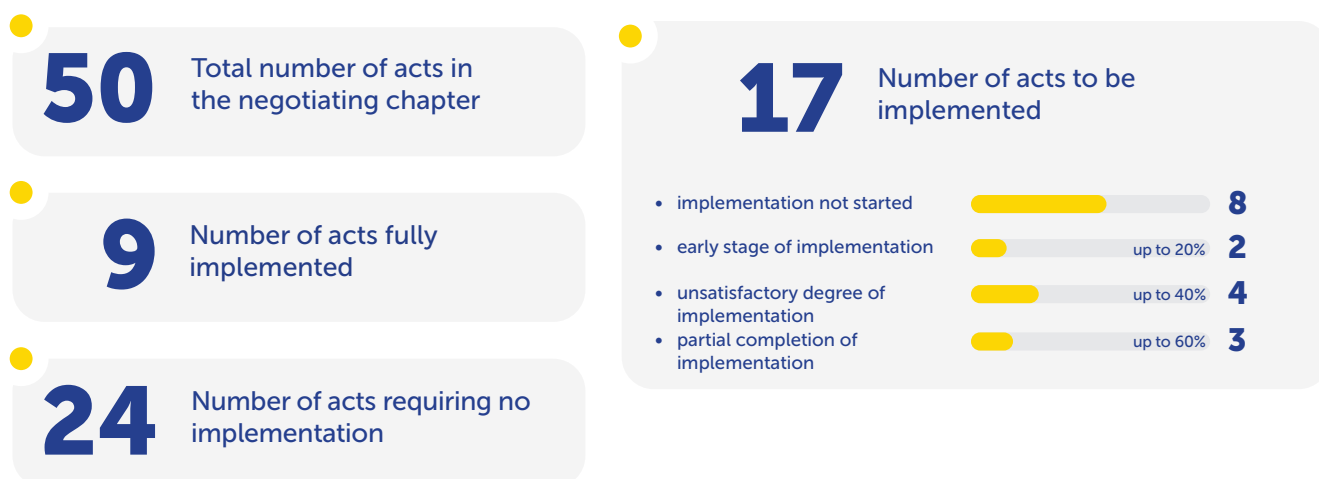 50
Total number of acts in
the negotiating chapter
9
Number of acts fully
implemented
24
Number of acts requiring no
implementation
17
Number of acts to be
implemented
• implementation not started 8
• early stage of implementation up to 20% 2
• unsatisfactory degree of
implementation up to 40% 4
• partial completion of
implementation up to 60% 3